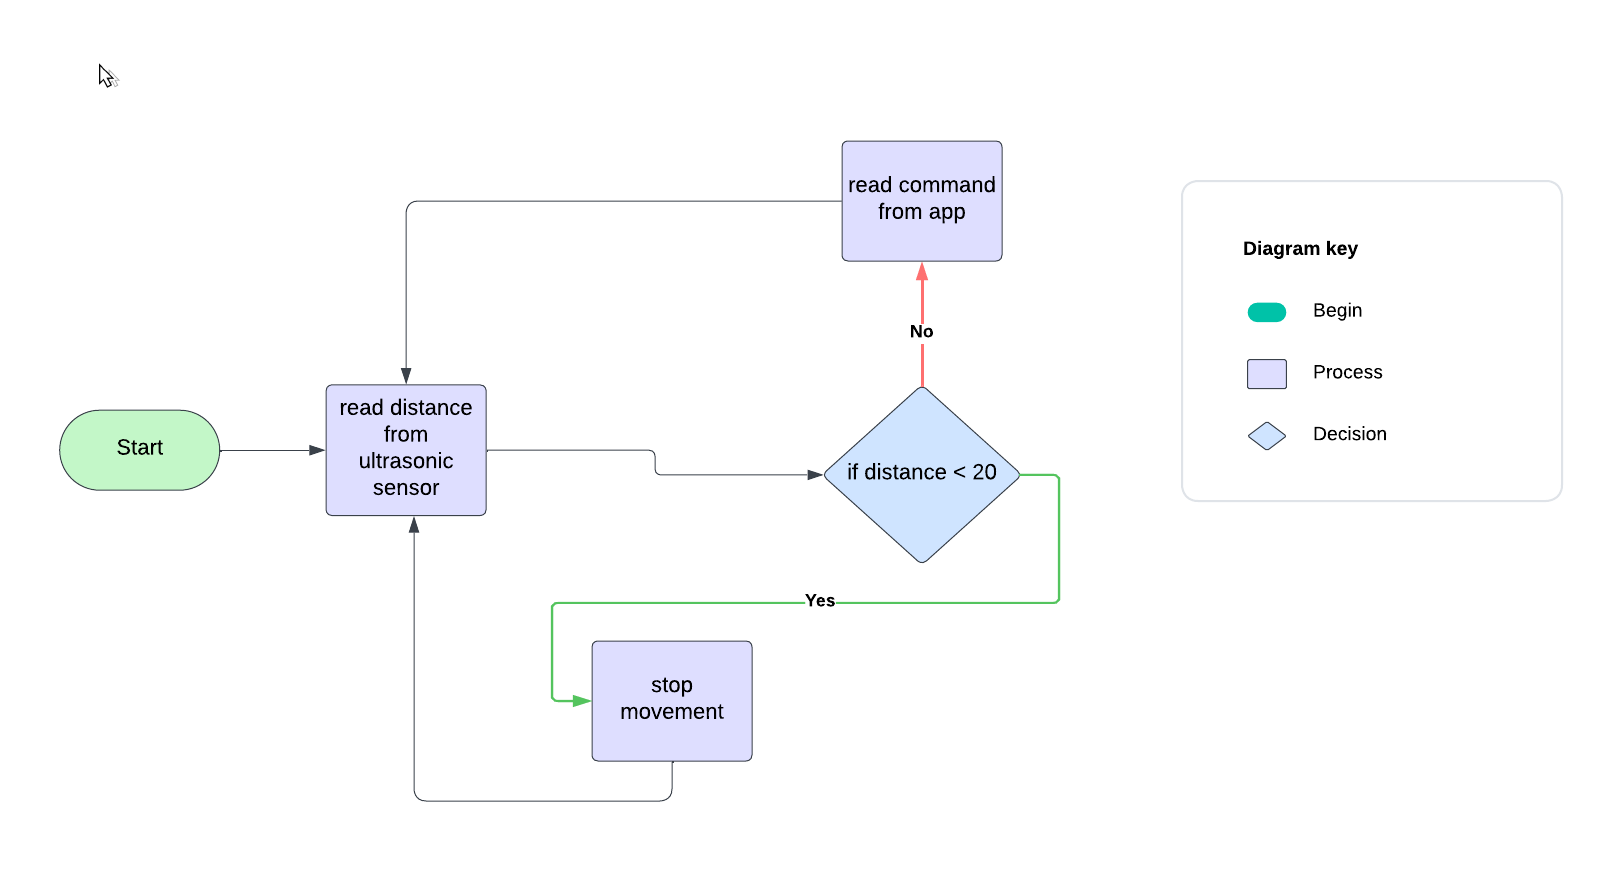 read command
from app
No
Start
read distance
from
ultrasonic
sensor
if distance < 20
Yes
stop
movement
Diagram key
Begin
Process
Decision